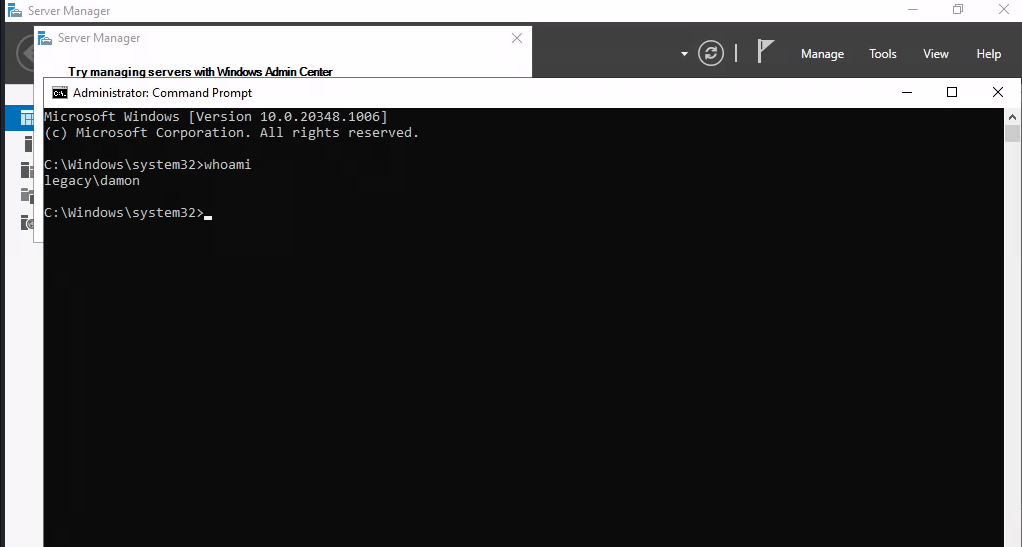 Server Manager
Server Manager
Manage Tools View Help
Try managing servers with Windows Admin Center
Administrator: Command Prompt
Microsoft Windows [Version 10.0.20348.1006]
(c) Microsoft Corporation. All rights reserved.
C:\Windows\system32>whoami
legacy\damon
C:\Windows\system32>